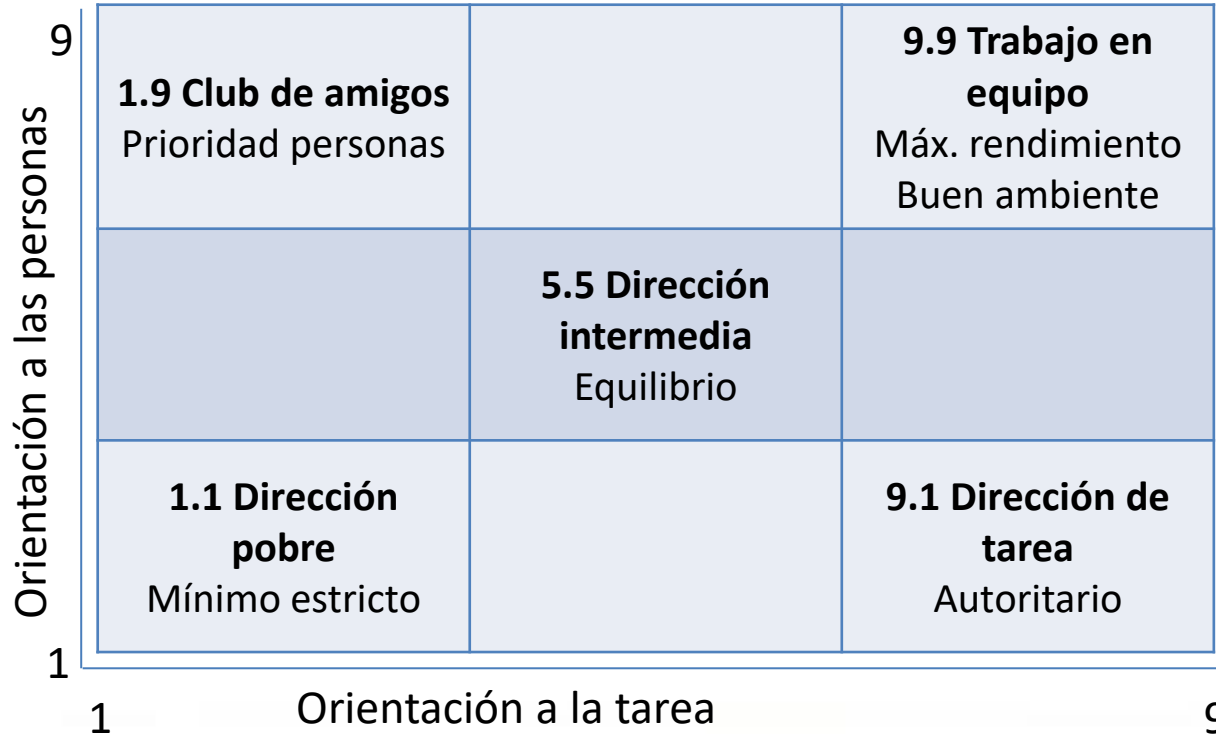 9
1.9 Club de amigos
Prioridad personas
9.9 Trabajo en
equipo
Máx. rendimiento
Buen ambiente
Orientación a las personas
5.5 Dirección
intermedia
Equilibrio
1.1 Dirección
pobre
Mínimo estricto
9.1 Dirección de
tarea
Autoritario
1
1
Orientación a la tarea
9